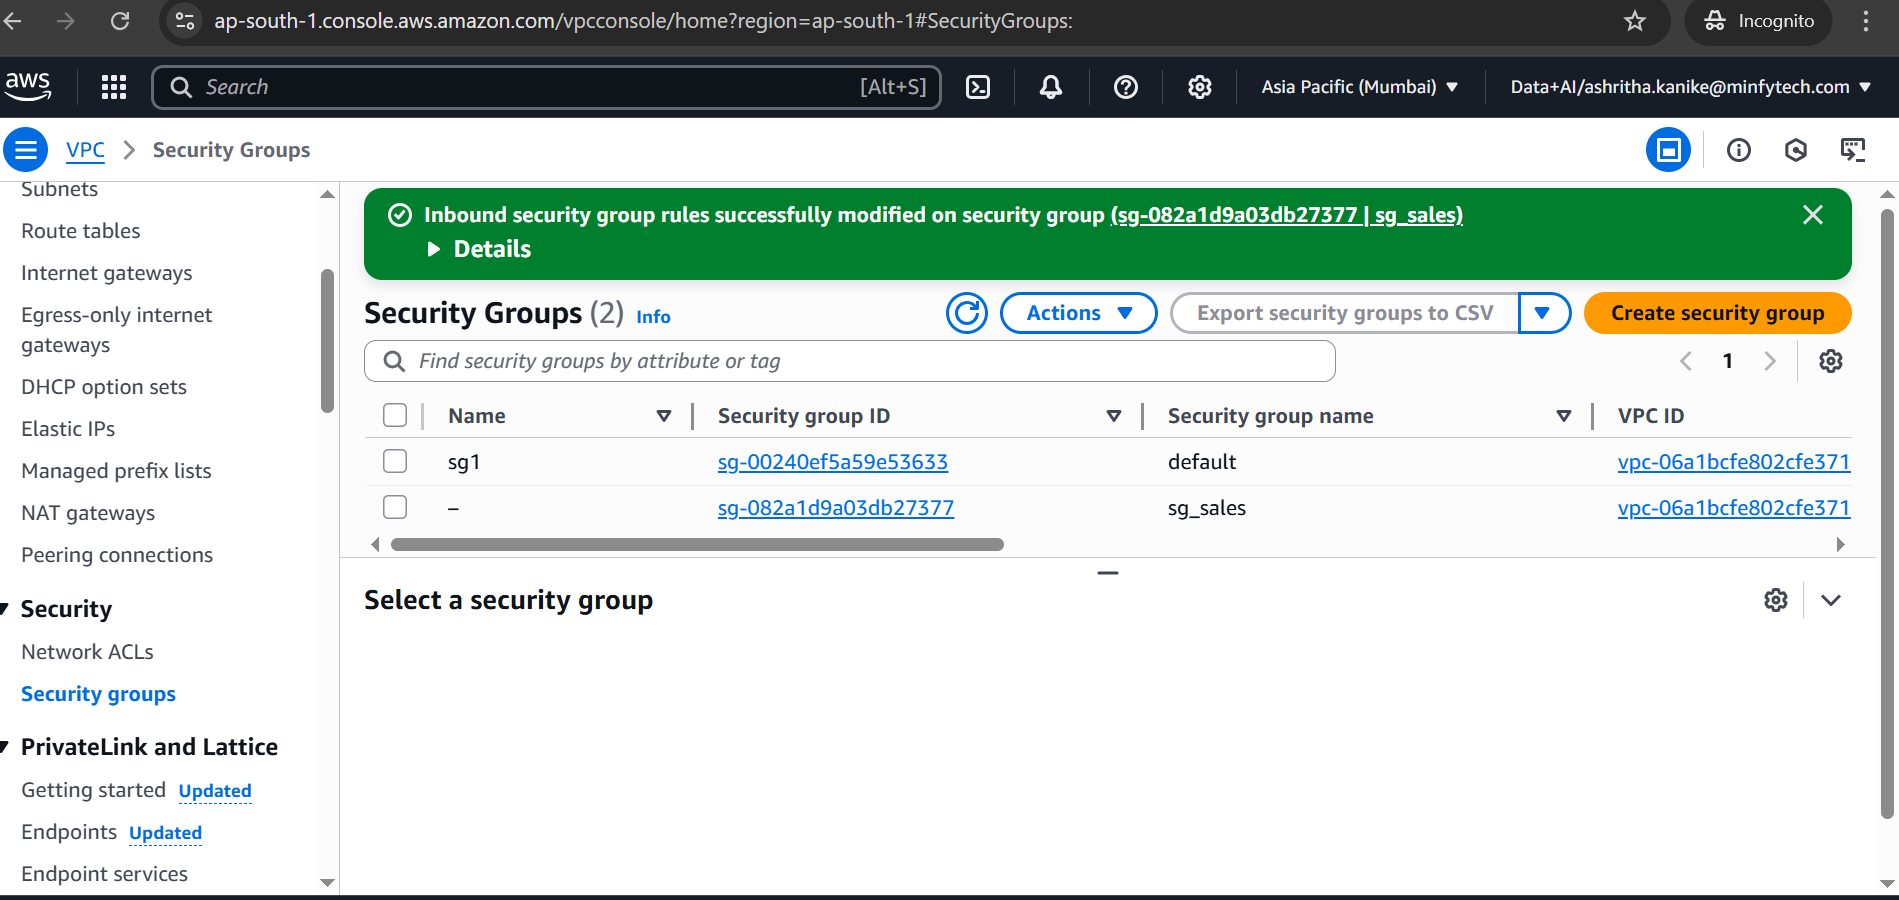 ap-south-1.console.aws.amazon.com/vpcconsole/home?region=ap-south-1#SecurityGroups:
Incognito
aws
Search
[Alt+S]
Asia Pacific (Mumbai)
Data+AI/ashritha.kanike@minfytech.com
VPC
Security Groups
Subnets
Route tables
Internet gateways
Egress-only internet
gateways
DHCP option sets
Elastic IPs
Managed prefix lists
NAT gateways
Peering connections
Security
Network ACLs
Security groups
PrivateLink and Lattice
Getting started Updated
Endpoints Updated
Endpoint services
Inbound security group rules successfully modified on security group (sg-082a1d9a03db27377 | sg_sales)
Details
Security Groups (2) Info
Actions
Export security groups to CSV
Create security group
Find security groups by attribute or tag
1
Name Security group ID Security group name VPC ID
sg1 sg-00240ef5a59e53633 default vpc-06a1bcfe802cfe371
– sg-082a1d9a03db27377 sg_sales vpc-06a1bcfe802cfe371
Select a security group